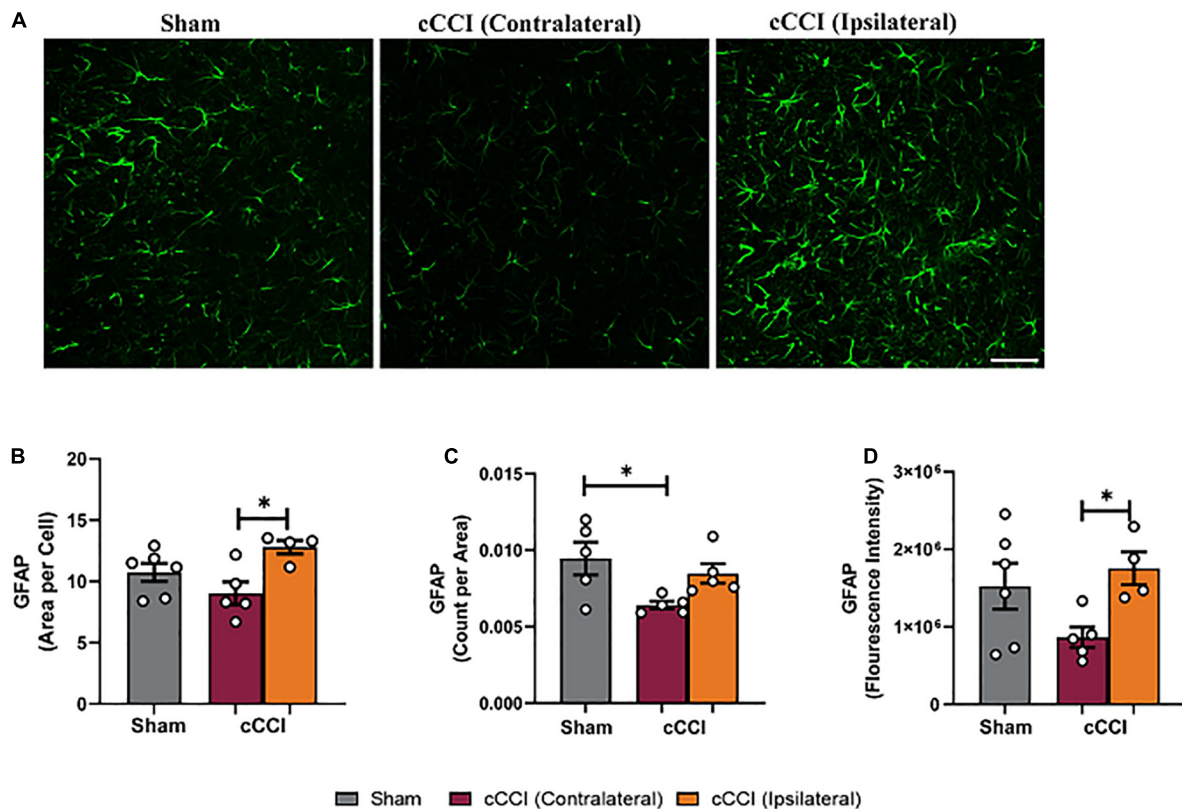 A
Sham
cCCI (Contralateral)
cCCI (Ipsilateral)
B
GFAP
(Area per Cell)
20
15
10
5
0
*
Sham
cCCI
C
GFAP
(Count per Area)
0.015
0.010
0.005
0.000
*
Sham
cCCI
D
GFAP
(Flourescence Intensity)
3×10⁶
2×10⁶
1×10⁶
0
*
Sham
cCCI
Sham
cCCI (Contralateral)
cCCI (Ipsilateral)